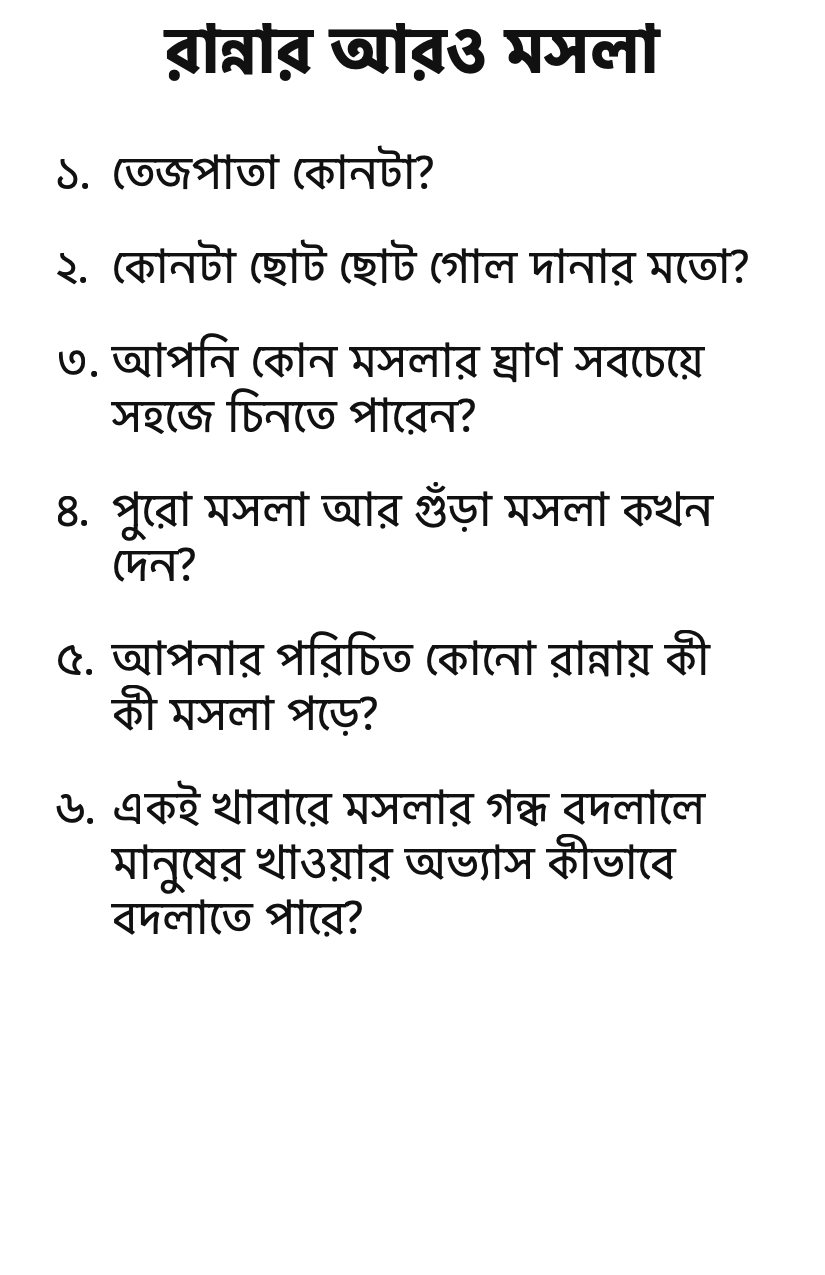 রান্নার আরও মসলা
১. তেজপাতা কোনটা?
২. কোনটা ছোট ছোট গোল দানার মতো?
৩. আপনি কোন মসলার ঘ্রাণ সবচেয়ে
সহজে চিনতে পারেন?
৪. পুরো মসলা আর গুঁড়া মসলা কখন
দেন?
৫. আপনার পরিচিত কোনো রান্নায় কী
কী মসলা পড়ে?
৬. একই খাবারে মসলার গন্ধ বদলালে
মানুষের খাওয়ার অভ্যাস কীভাবে
বদলাতে পারে?